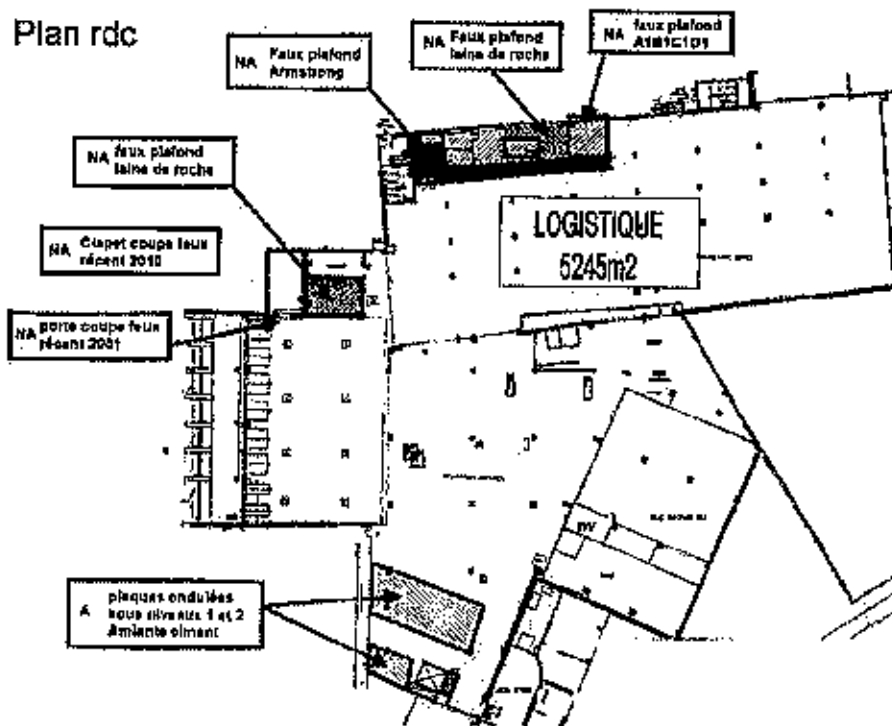 Plan rdc
NA Faux plafond
Armstrong
NA Faux plafond
laine de roche
NA faux plafond
NA faux plafond
laine de roche
LOGISTIQUE
5245m2
NA Clapet coupe feux
récent 2010
NA porte coupe feux
récent 2001
A plaques ondulées
sous niveaux 1 et 2
Amiante ciment